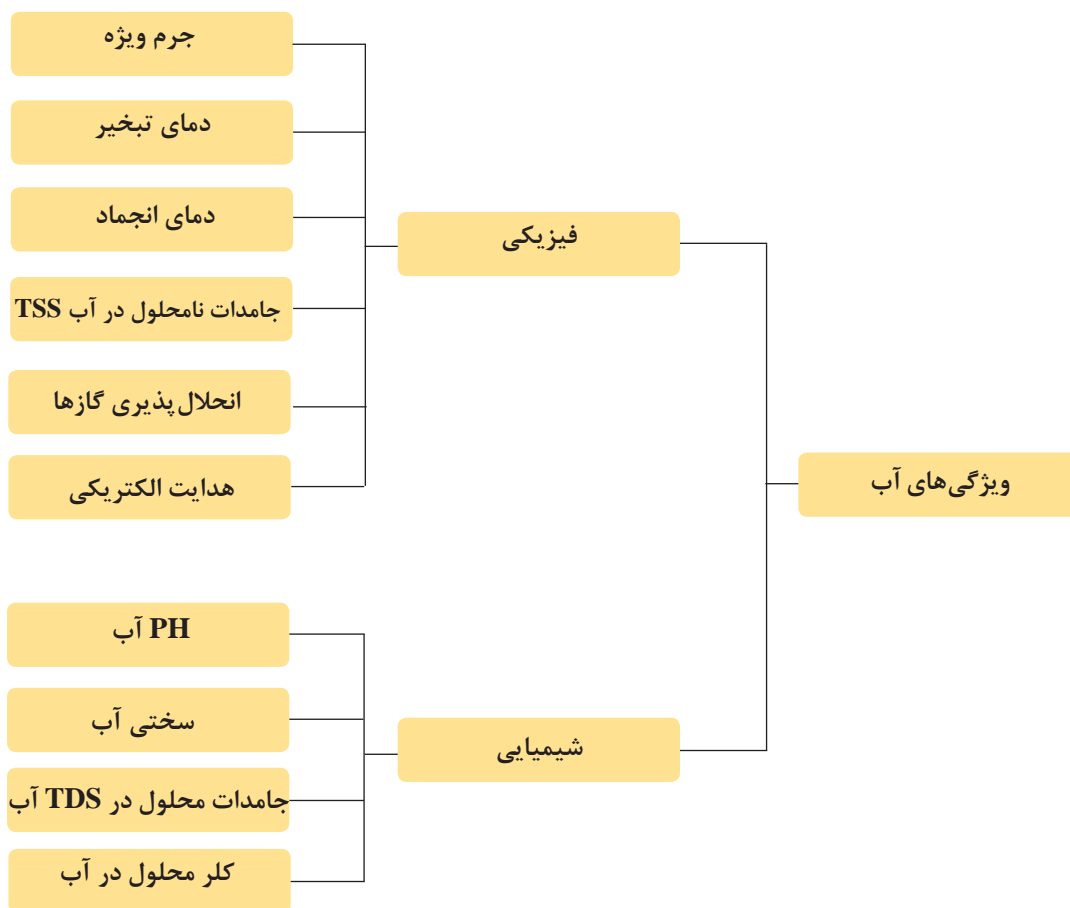 ویژگی‌های آب
فیزیکی
جرم ویژه
دمای تبخیر
دمای انجماد
جامدات نامحلول در آب TSS
انحلال‌پذیری گازها
هدایت الکتریکی
شیمیایی
PH آب
سختی آب
جامدات محلول در TDS آب
کلر محلول در آب